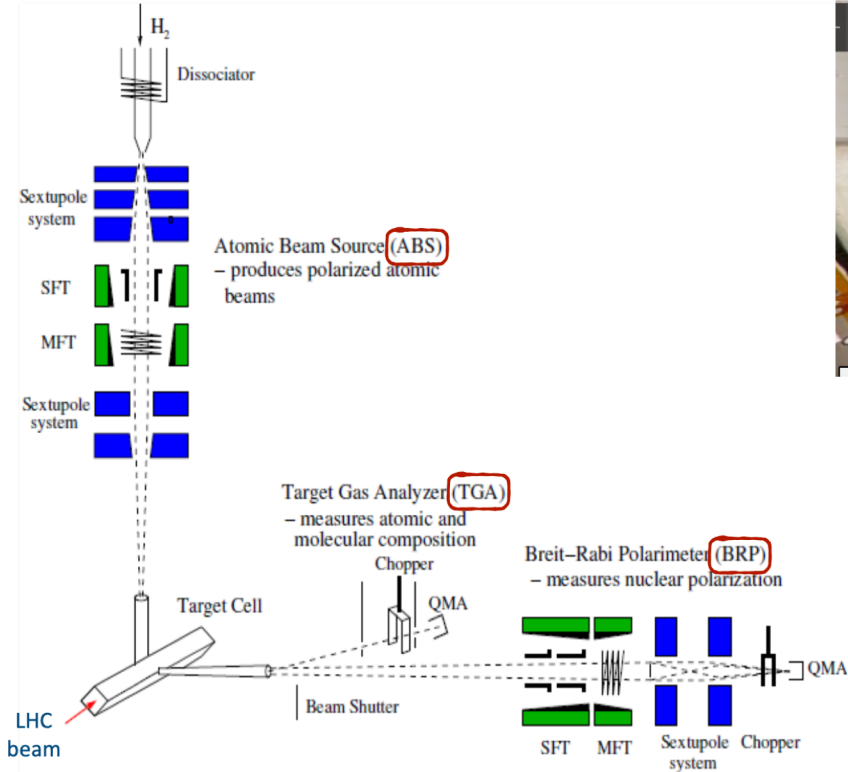 H2
Dissociator
Sextupole
system
Atomic Beam Source (ABS)
– produces polarized atomic
beams
SFT
MFT
Sextupole
system
Target Gas Analyzer (TGA)
– measures atomic and
molecular composition
Chopper
QMA
Breit–Rabi Polarimeter (BRP)
– measures nuclear polarization
Target Cell
QMA
Beam Shutter
LHC
beam
SFT MFT Sextupole Chopper
system